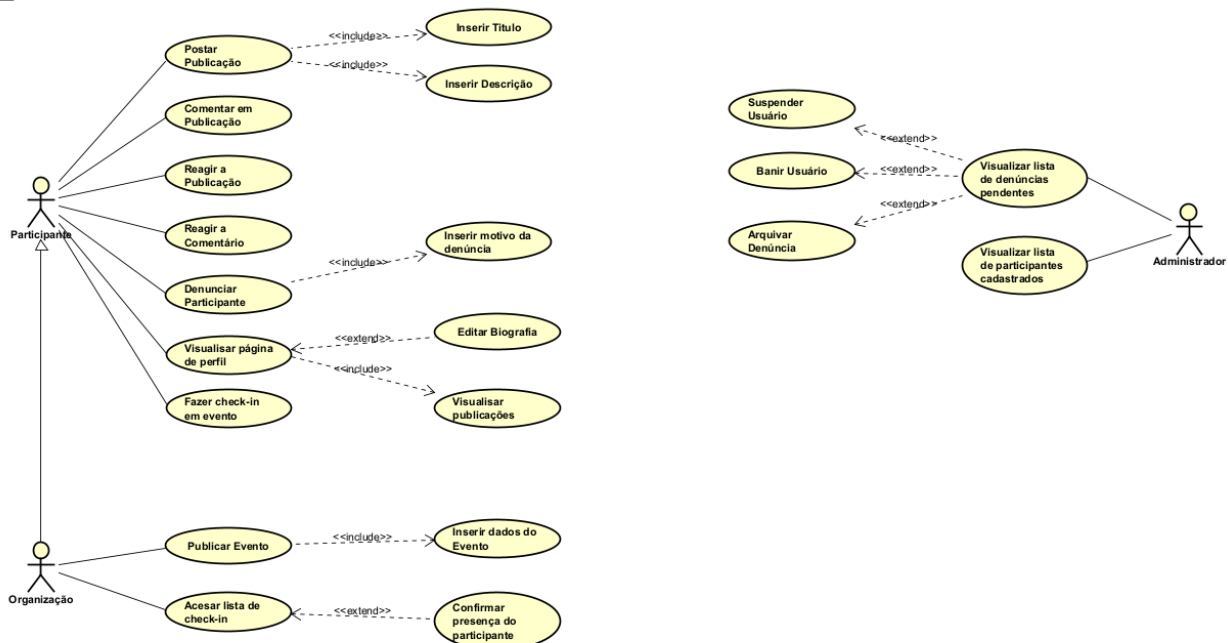 Postar
Publicação
<<include>>
Inserir Titulo
<<include>>
Inserir Descrição
Comentar em
Publicação
Reagir a
Publicação
Participante
Reagir a
Comentário
Denunciar
Participante
<<include>>
Inserir motivo da
denúncia
Visualisar página
de perfil
<<extend>>
Editar Biografia
<<include>>
Visualisar
publicações
Fazer check-in
em evento
Organização
Publicar Evento
<<include>>
Inserir dados do
Evento
Acesar lista de
check-in
<<extend>>
Confirmar
presença do
participante
Suspender
Usuário
<<extend>>
Banir Usuário
<<extend>>
Arquivar
Denúncia
<<extend>>
Visualizar lista
de denúncias
pendentes
Visualizar lista
de participantes
cadastrados
Administrador